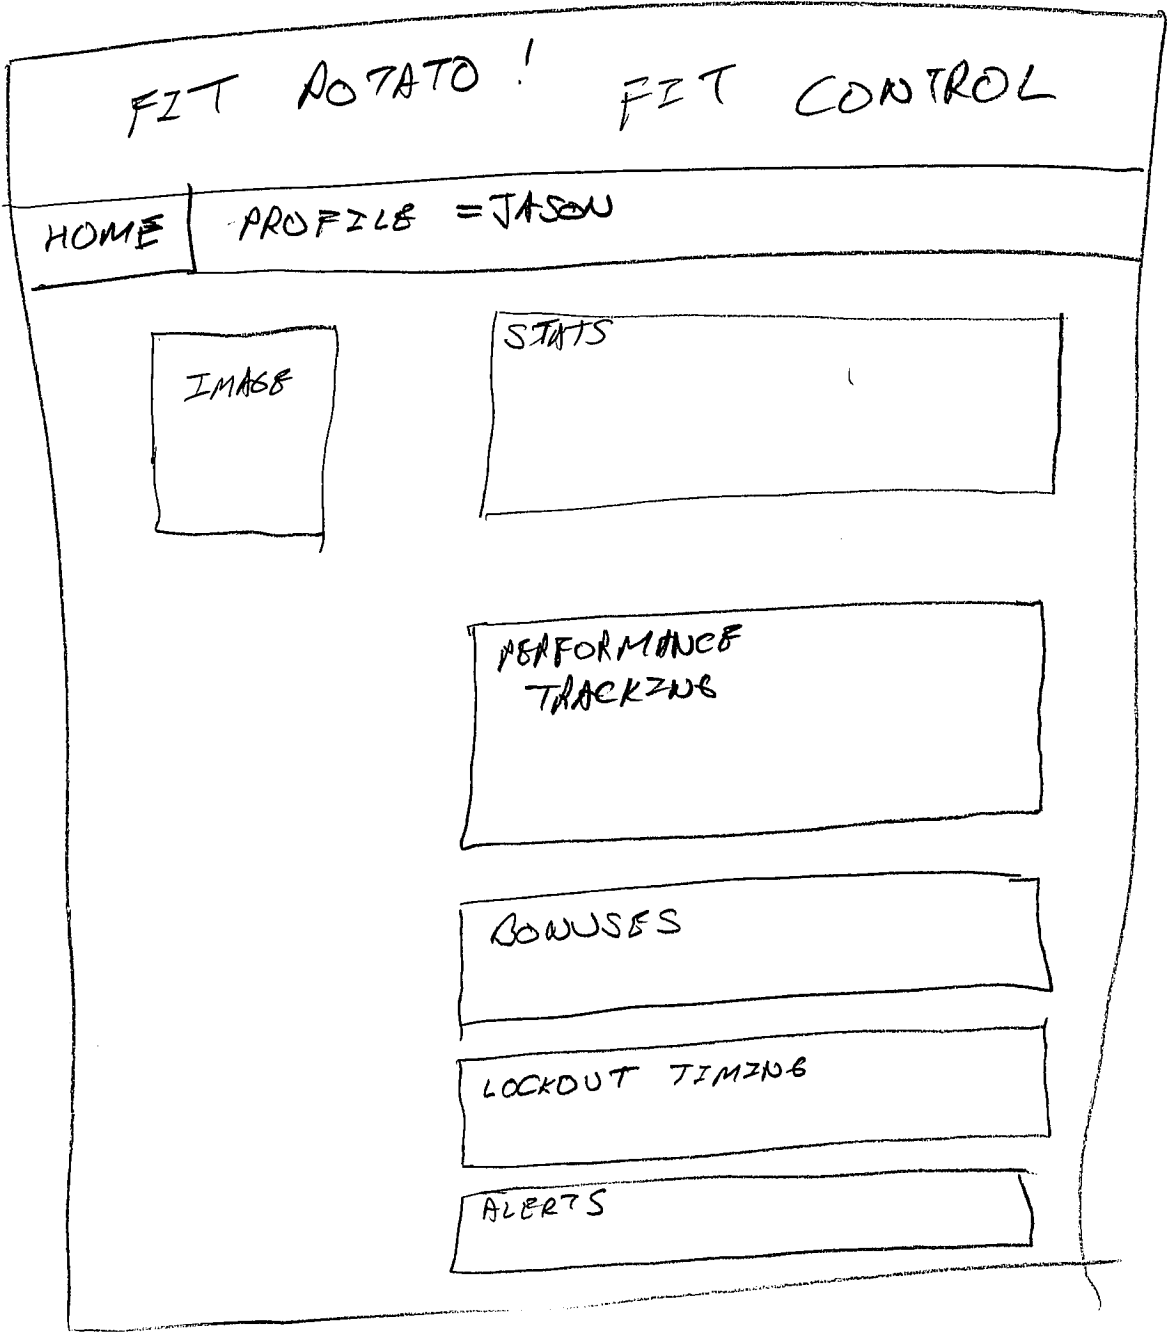 FIT POTATO! FIT CONTROL
HOME PROFILE = JASON
IMAGE
STATS
PERFORMANCE
TRACKING
BONUSES
LOCKOUT TIMING
ALERTS